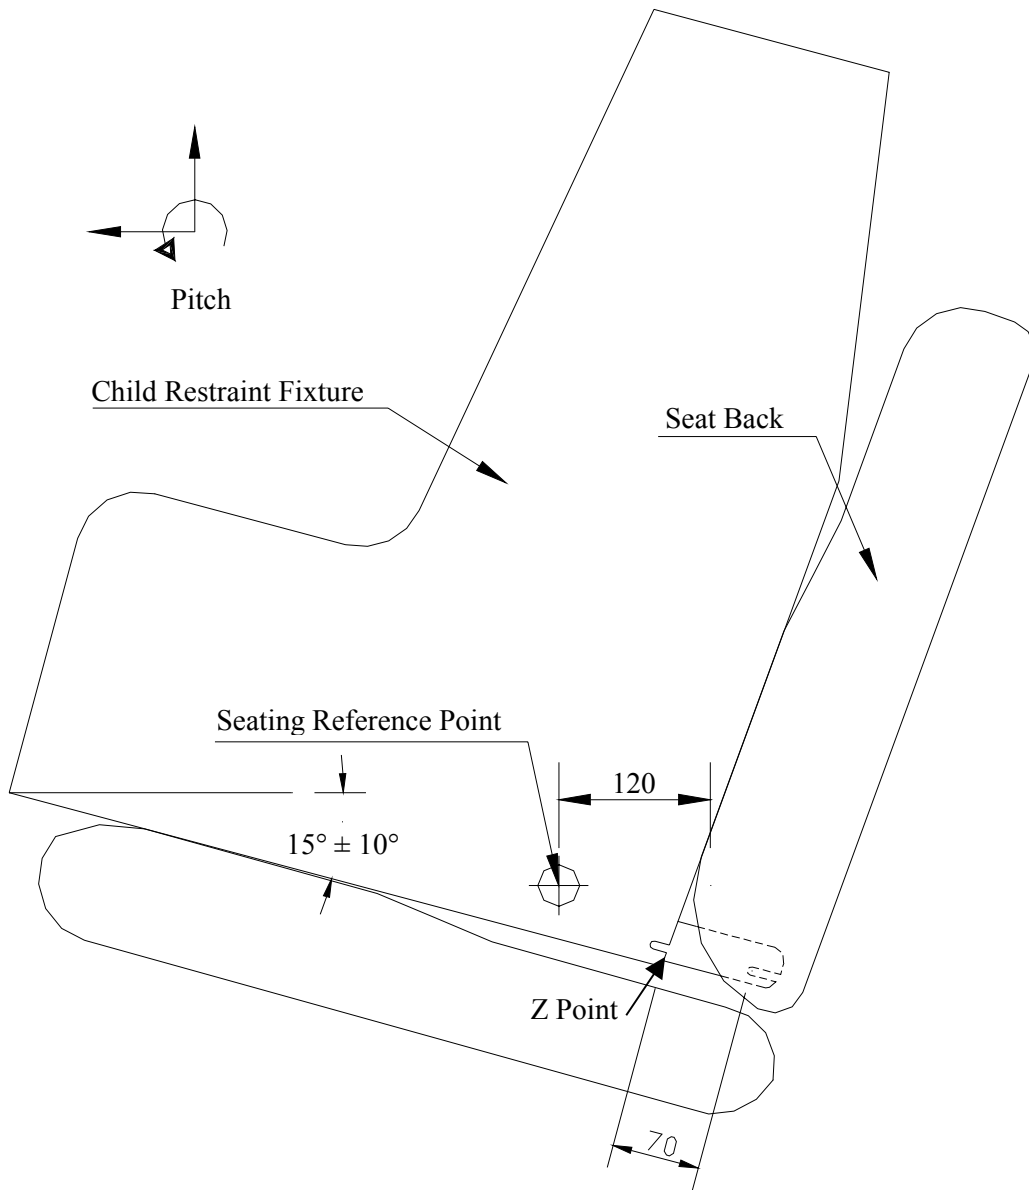 Pitch
Child Restraint Fixture
Seat Back
Seating Reference Point
120
15° ± 10°
Z Point
70